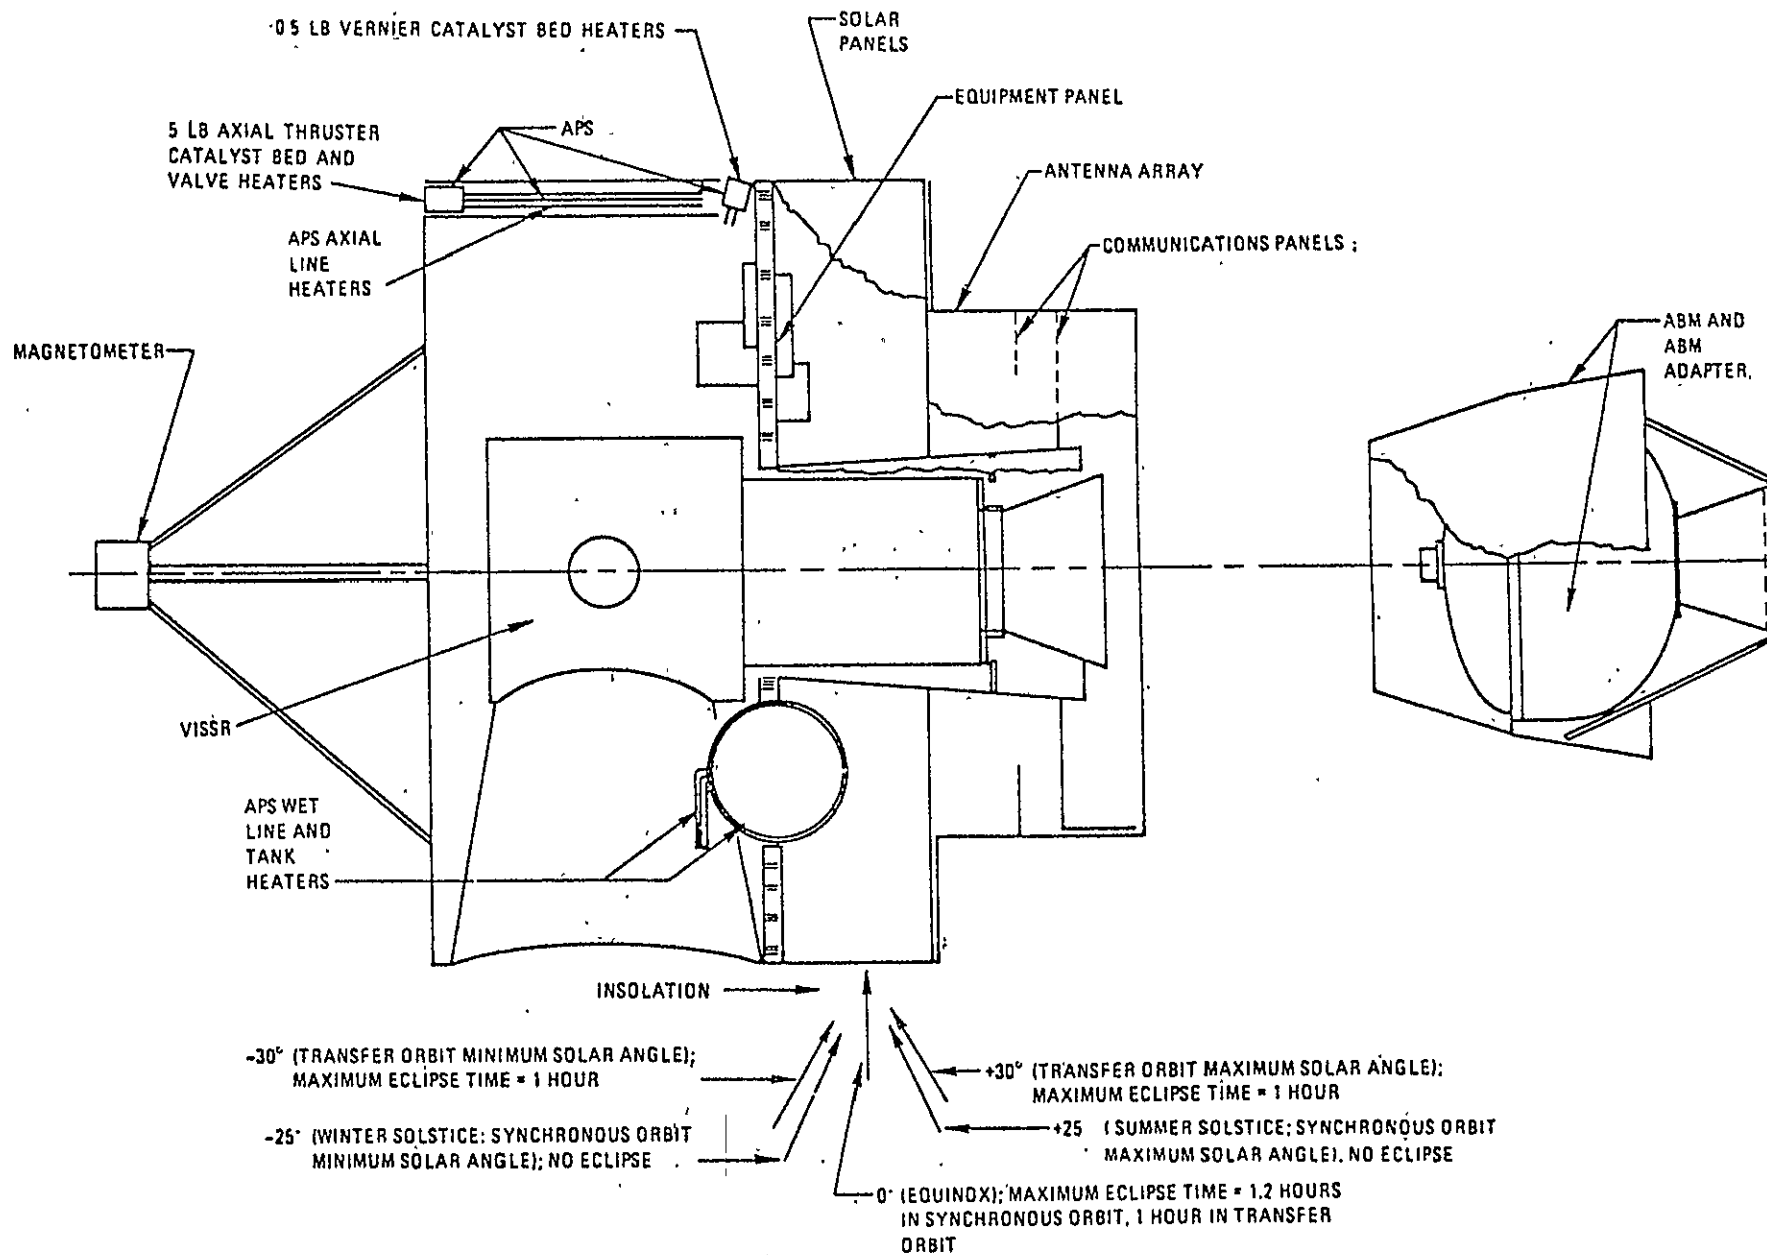 0 5 LB VERNIER CATALYST BED HEATERS
SOLAR
PANELS
EQUIPMENT PANEL
5 LB AXIAL THRUSTER
CATALYST BED AND
VALVE HEATERS
APS
ANTENNA ARRAY
APS AXIAL
LINE
HEATERS
COMMUNICATIONS PANELS ;
MAGNETOMETER
ABM AND
ABM
ADAPTER.
VISSR
APS WET
LINE AND
TANK
HEATERS
INSOLATION
-30° (TRANSFER ORBIT MINIMUM SOLAR ANGLE);
MAXIMUM ECLIPSE TIME = 1 HOUR
+30° (TRANSFER ORBIT MAXIMUM SOLAR ANGLE);
MAXIMUM ECLIPSE TIME = 1 HOUR
-25° (WINTER SOLSTICE: SYNCHRONOUS ORBIT
MINIMUM SOLAR ANGLE); NO ECLIPSE
+25 (SUMMER SOLSTICE; SYNCHRONOUS ORBIT
MAXIMUM SOLAR ANGLE). NO ECLIPSE
0° (EQUINOX); MAXIMUM ECLIPSE TIME = 1.2 HOURS
IN SYNCHRONOUS ORBIT, 1 HOUR IN TRANSFER
ORBIT